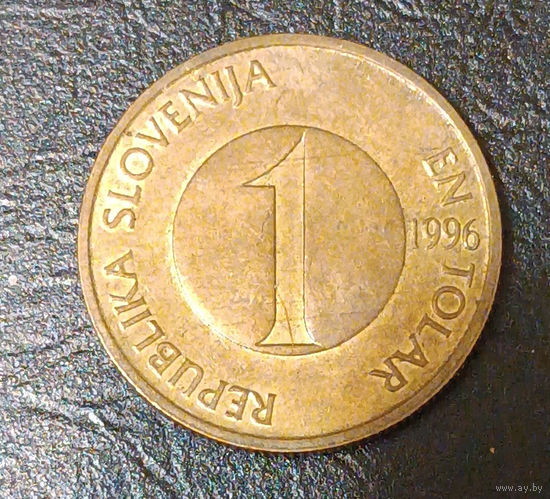 REPUBLIKA SLOVENIJA
1
EN TOLAR
1996
www.ay.by